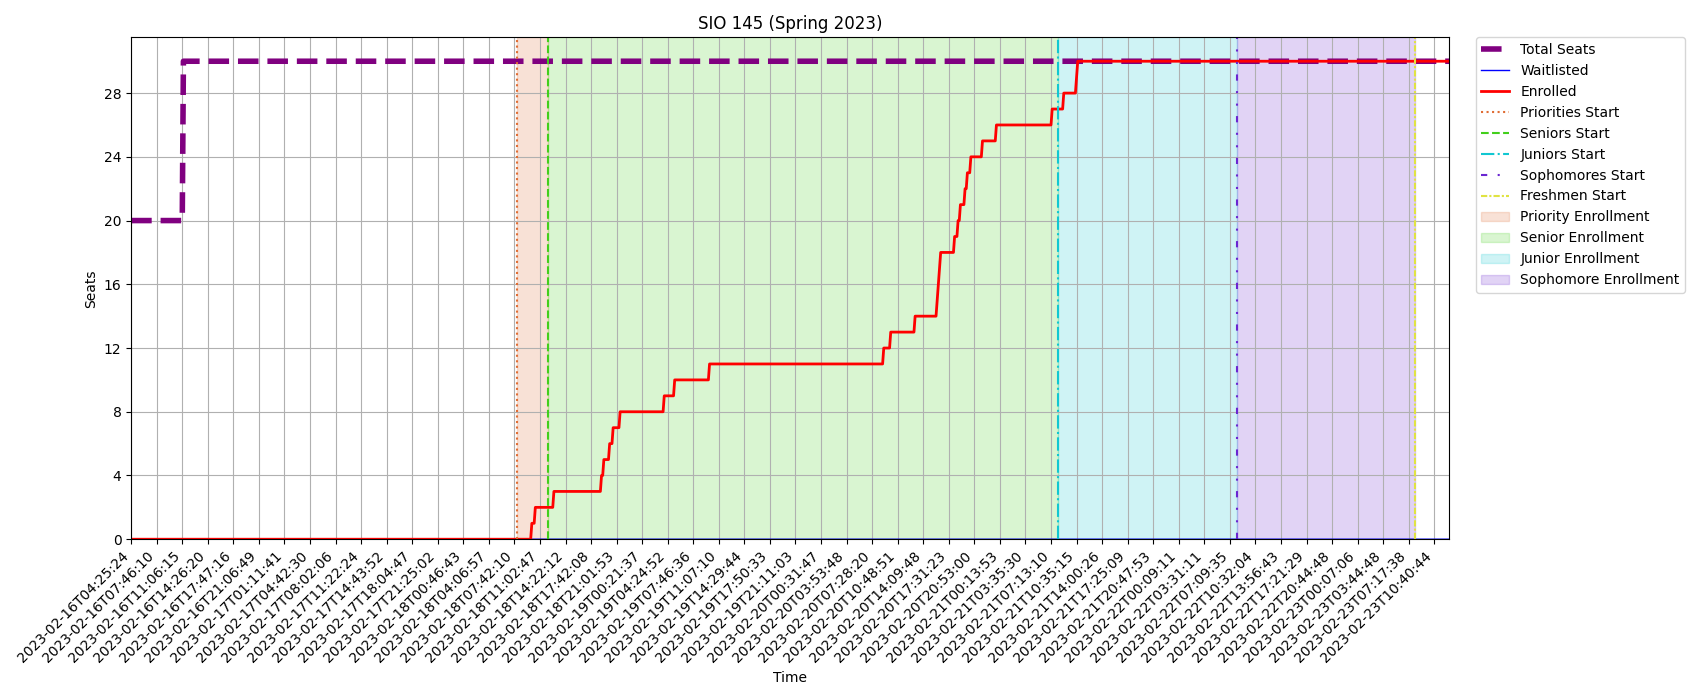 SIO 145 (Spring 2023)
Seats
28
24
20
16
12
8
4
0
2023-02-16T04:25:24
2023-02-16T07:46:10
2023-02-16T11:06:15
2023-02-16T14:26:20
2023-02-16T17:47:16
2023-02-16T21:06:49
2023-02-17T01:11:41
2023-02-17T04:42:30
2023-02-17T08:02:06
2023-02-17T11:22:24
2023-02-17T14:43:52
2023-02-17T18:04:47
2023-02-17T21:25:02
2023-02-18T00:46:43
2023-02-18T04:06:57
2023-02-18T07:42:10
2023-02-18T11:02:47
2023-02-18T14:22:12
2023-02-18T17:42:08
2023-02-18T21:01:53
2023-02-19T00:21:37
2023-02-19T04:24:52
2023-02-19T07:46:36
2023-02-19T11:07:10
2023-02-19T14:29:44
2023-02-19T17:50:33
2023-02-19T21:11:03
2023-02-20T00:31:47
2023-02-20T03:53:48
2023-02-20T07:28:20
2023-02-20T10:48:51
2023-02-20T14:09:48
2023-02-20T17:31:23
2023-02-20T20:53:00
2023-02-21T00:13:53
2023-02-21T03:35:30
2023-02-21T07:13:10
2023-02-21T10:35:15
2023-02-21T14:00:26
2023-02-21T17:25:09
2023-02-21T20:47:53
2023-02-22T00:09:11
2023-02-22T03:31:11
2023-02-22T07:09:35
2023-02-22T10:32:04
2023-02-22T13:56:43
2023-02-22T17:21:29
2023-02-22T20:44:48
2023-02-23T00:07:06
2023-02-23T03:44:48
2023-02-23T07:17:38
2023-02-23T10:40:44
Time
Total Seats
Waitlisted
Enrolled
Priorities Start
Seniors Start
Juniors Start
Sophomores Start
Freshmen Start
Priority Enrollment
Senior Enrollment
Junior Enrollment
Sophomore Enrollment